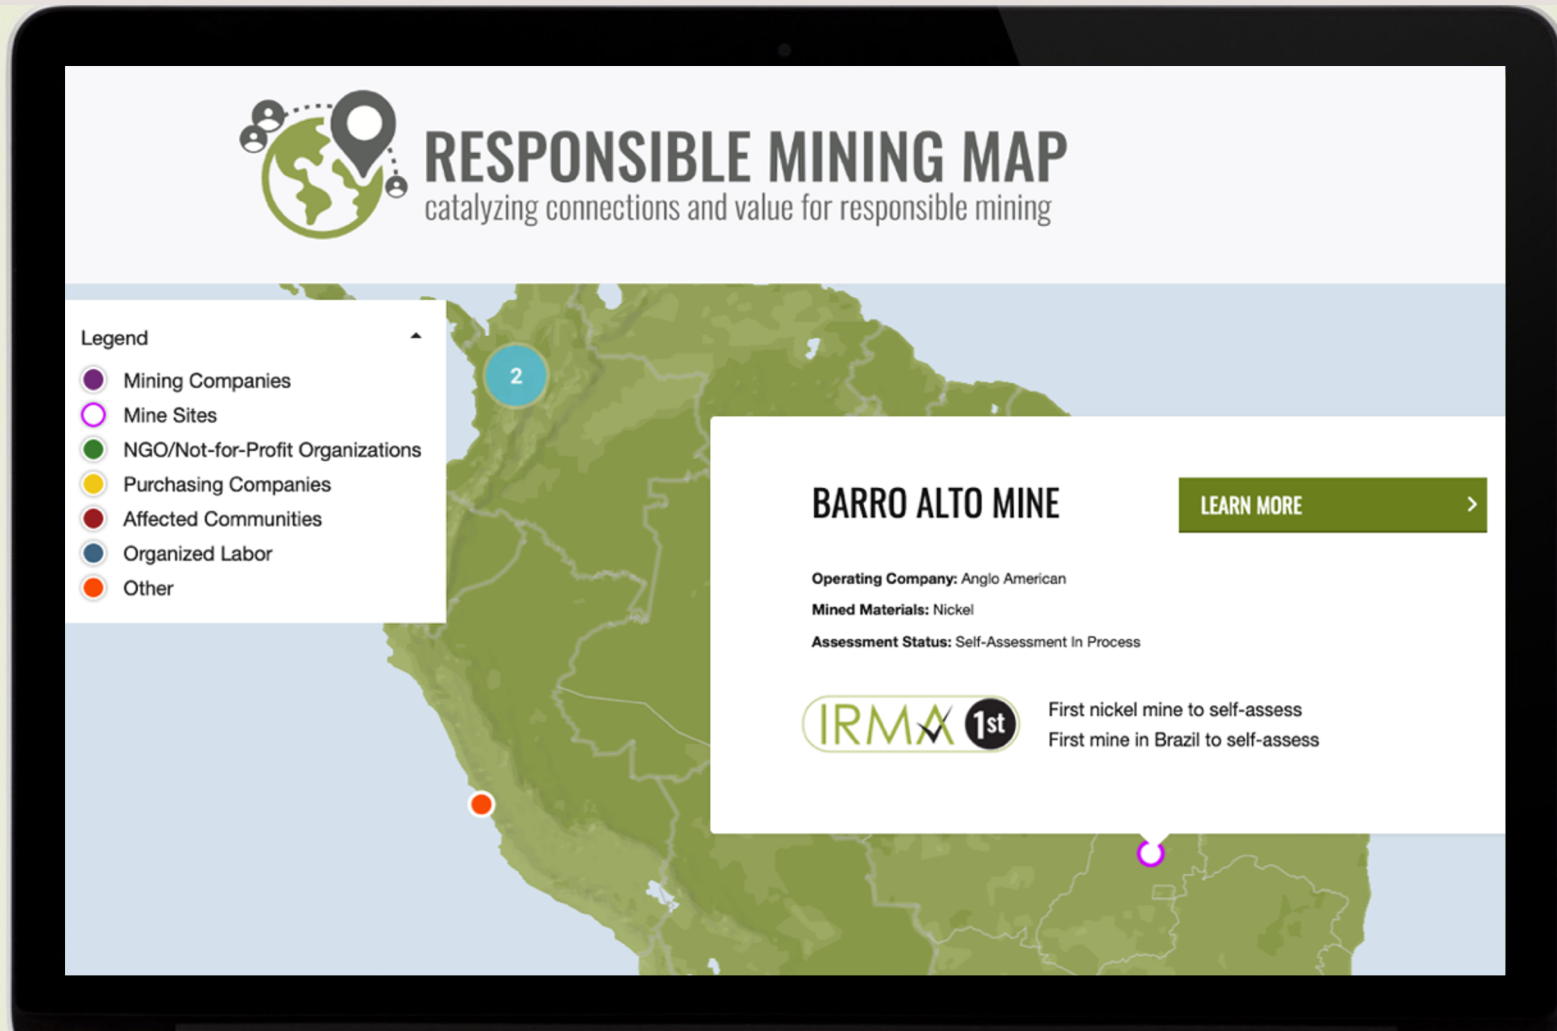 RESPONSIBLE MINING MAP
catalyzing connections and value for responsible mining
Legend
Mining Companies
Mine Sites
NGO/Not-for-Profit Organizations
Purchasing Companies
Affected Communities
Organized Labor
Other
2
BARRO ALTO MINE
LEARN MORE
Operating Company: Anglo American
Mined Materials: Nickel
Assessment Status: Self-Assessment In Process
IRMA 1st
First nickel mine to self-assess
First mine in Brazil to self-assess